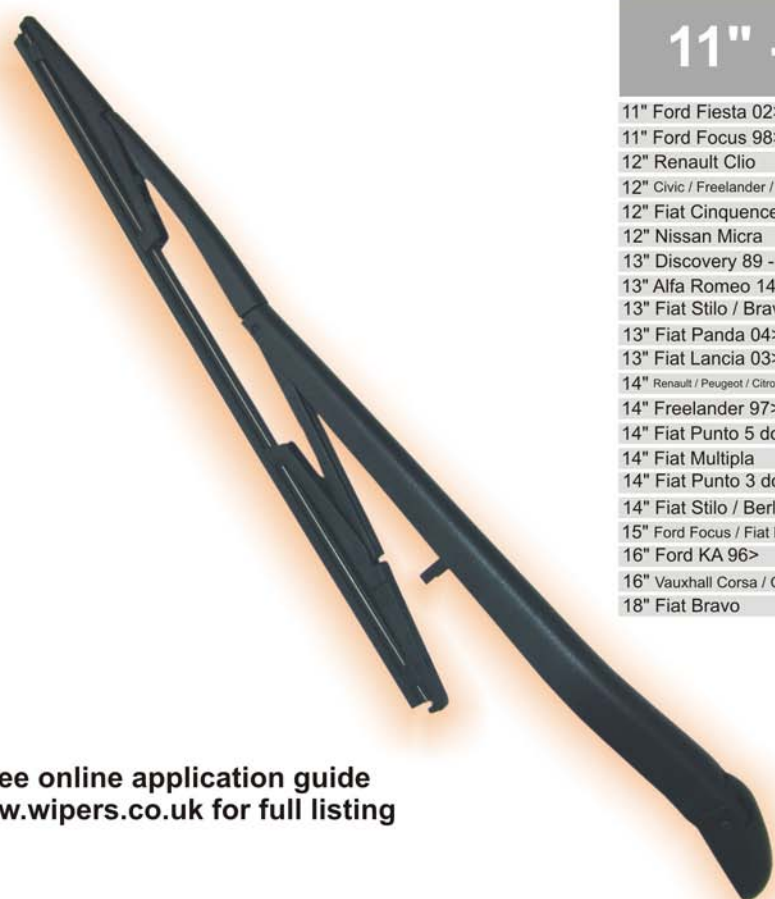 11"
11" Ford Fiesta 02>
11" Ford Focus 98>
12" Renault Clio
12" Civic / Freelander /
12" Fiat Cinquence
12" Nissan Micra
13" Discovery 89 -
13" Alfa Romeo 14
13" Fiat Stilo / Brav
13" Fiat Panda 04>
13" Fiat Lancia 03>
14" Renault / Peugeot / Citro
14" Freelander 97>
14" Fiat Punto 5 do
14" Fiat Multipla
14" Fiat Punto 3 do
14" Fiat Stilo / Berl
15" Ford Focus / Fiat
16" Ford KA 96>
16" Vauxhall Corsa /
18" Fiat Bravo
ee online application guide
w.wipers.co.uk for full listing